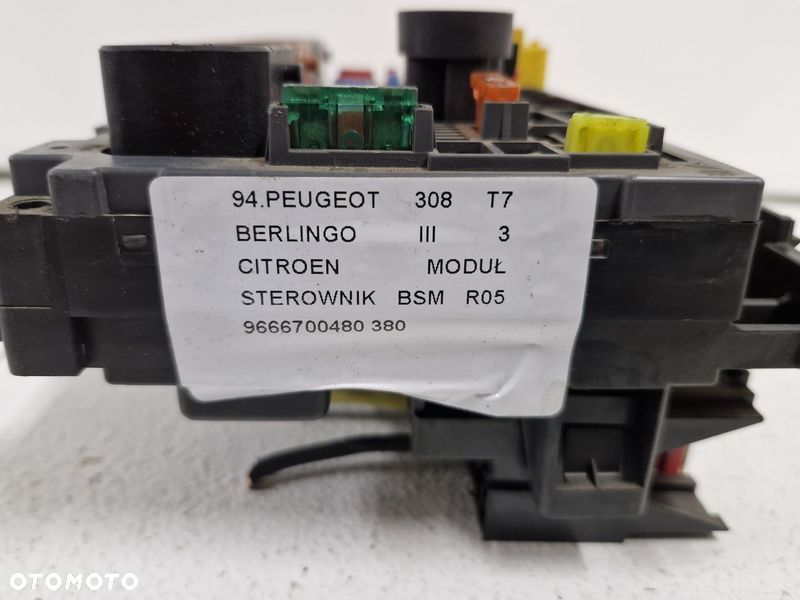 94.PEUGEOT 308 T7
BERLINGO III 3
CITROEN MODUŁ
STEROWNIK BSM R05
9666700480 380
OTOMOTO